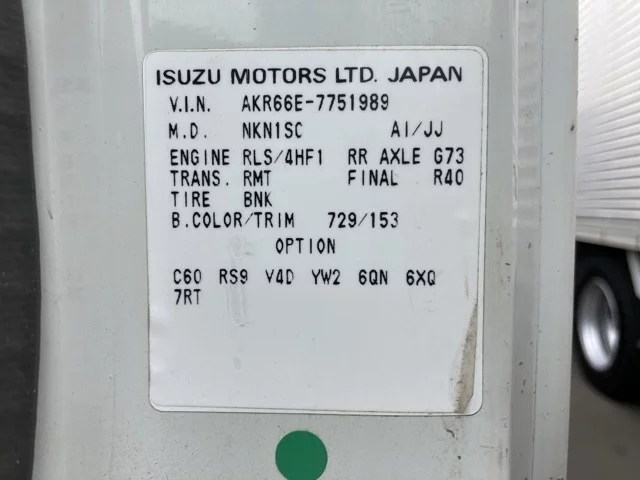 ISUZU MOTORS LTD. JAPAN
V.I.N. AKR66E-7751989
M.D. NKN1SC AI/JJ
ENGINE RLS/4HF1 RR AXLE G73
TRANS. RMT FINAL R40
TIRE BNK
B.COLOR/TRIM 729/153
OPTION
C60 RS9 V4D YW2 6QN 6XQ
7RT